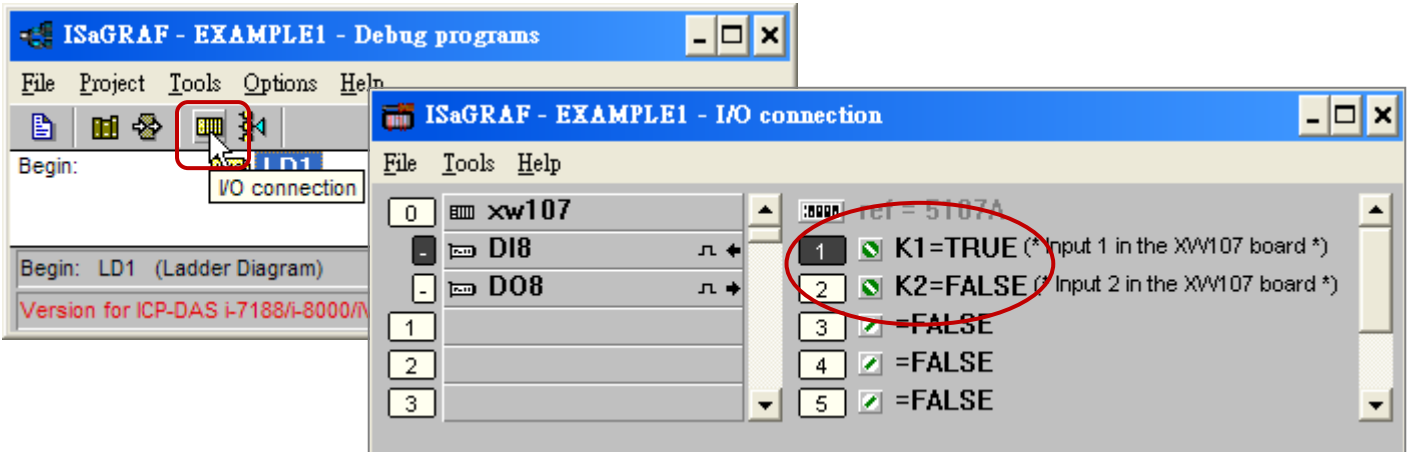 ISaGRAF - EXAMPLE1 - Debug programs
File Project Tools Options Help
Begin: LD1
I/O connection
Begin: LD1 (Ladder Diagram)
Version for ICP-DAS i-7188/i-8000/
ISaGRAF - EXAMPLE1 - I/O connection
File Tools Help
0 xw107
- DI8
- DO8
1
2
3
ref = 5107A
1 K1=TRUE (* Input 1 in the XW107 board *)
2 K2=FALSE (* Input 2 in the XW107 board *)
3 =FALSE
4 =FALSE
5 =FALSE